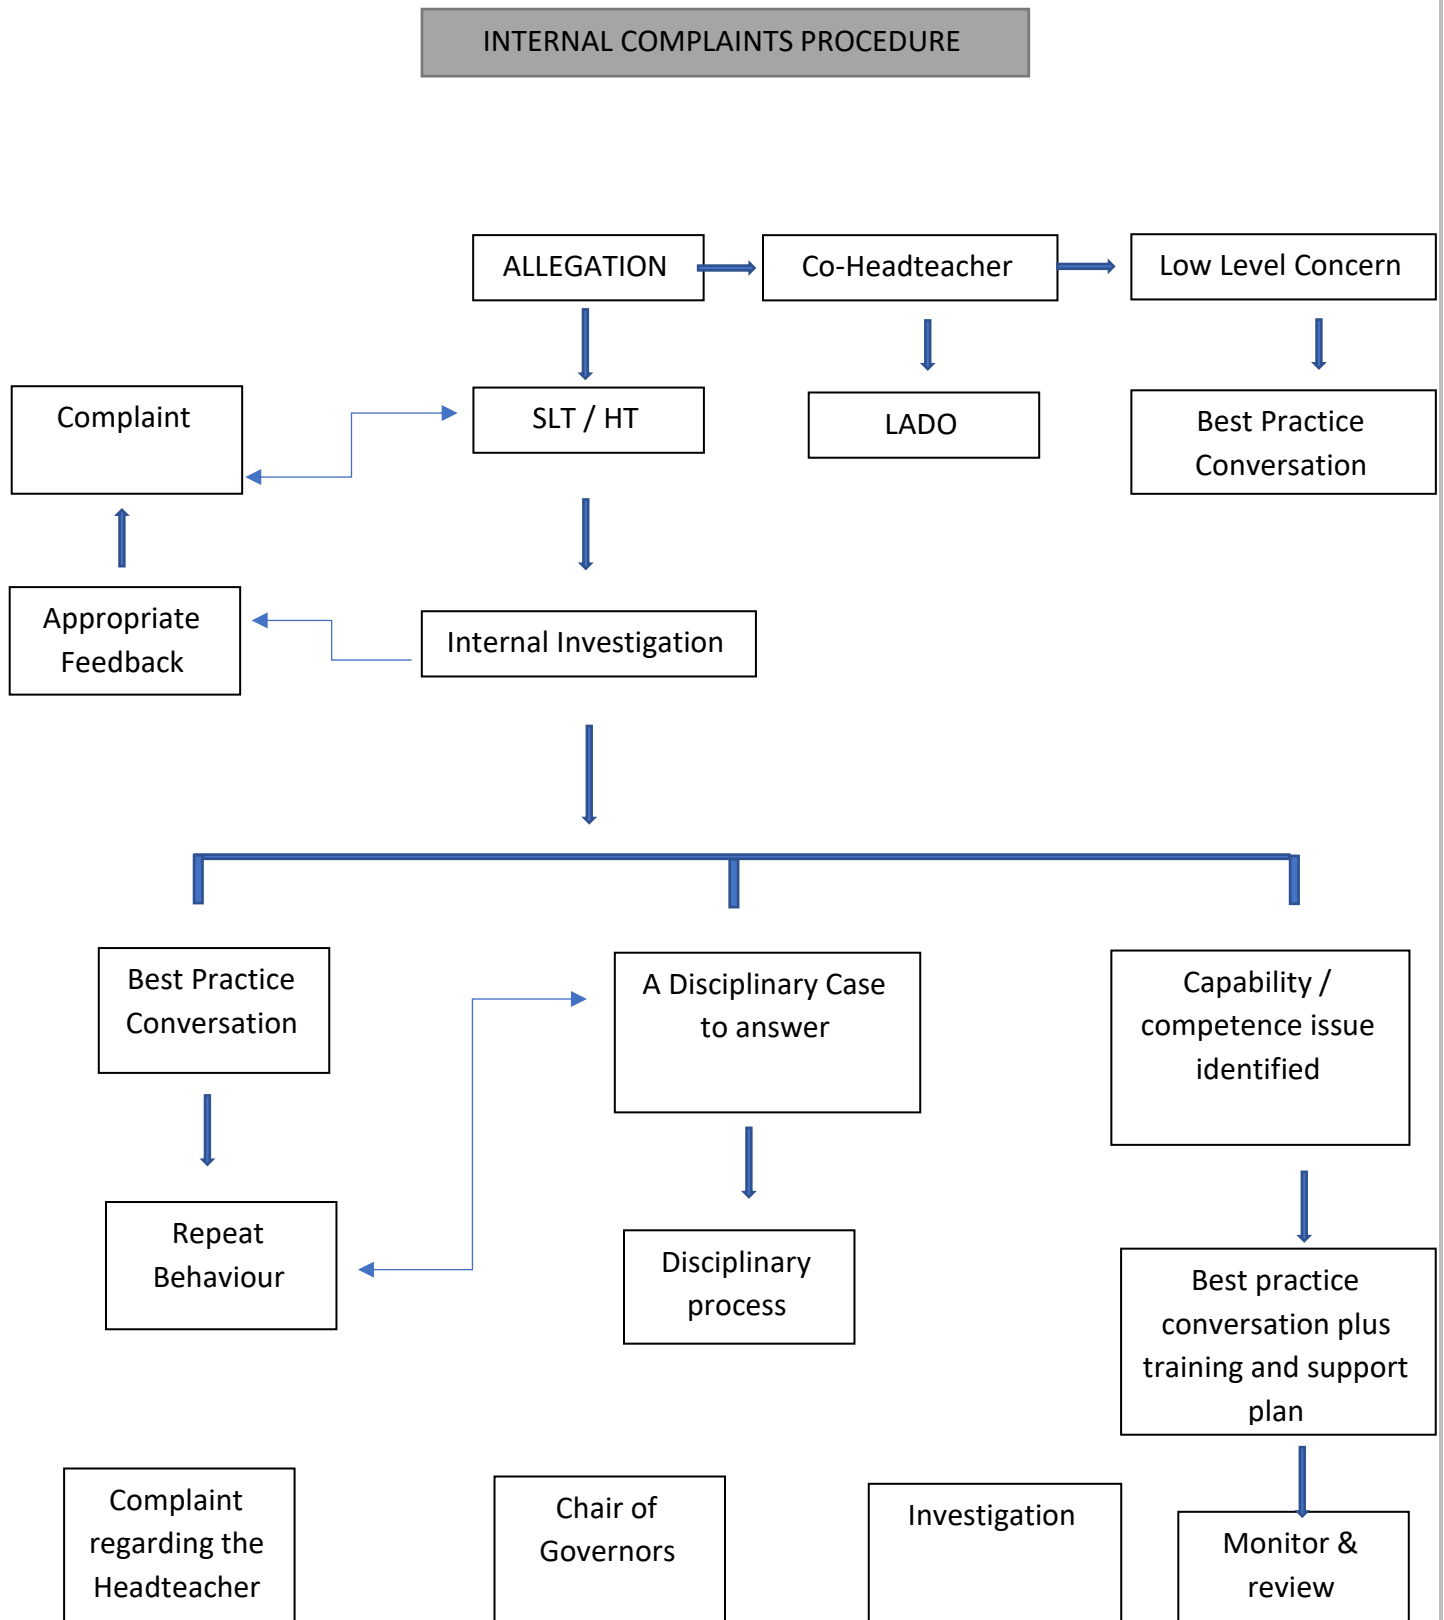 INTERNAL COMPLAINTS PROCEDURE
ALLEGATION
Co-Headteacher
Low Level Concern
Complaint
SLT / HT
LADO
Best Practice
Conversation
Appropriate
Feedback
Internal Investigation
Best Practice
Conversation
A Disciplinary Case
to answer
Capability /
competence issue
identified
Repeat
Behaviour
Disciplinary
process
Best practice
conversation plus
training and support
plan
Complaint
regarding the
Headteacher
Chair of
Governors
Investigation
Monitor &
review